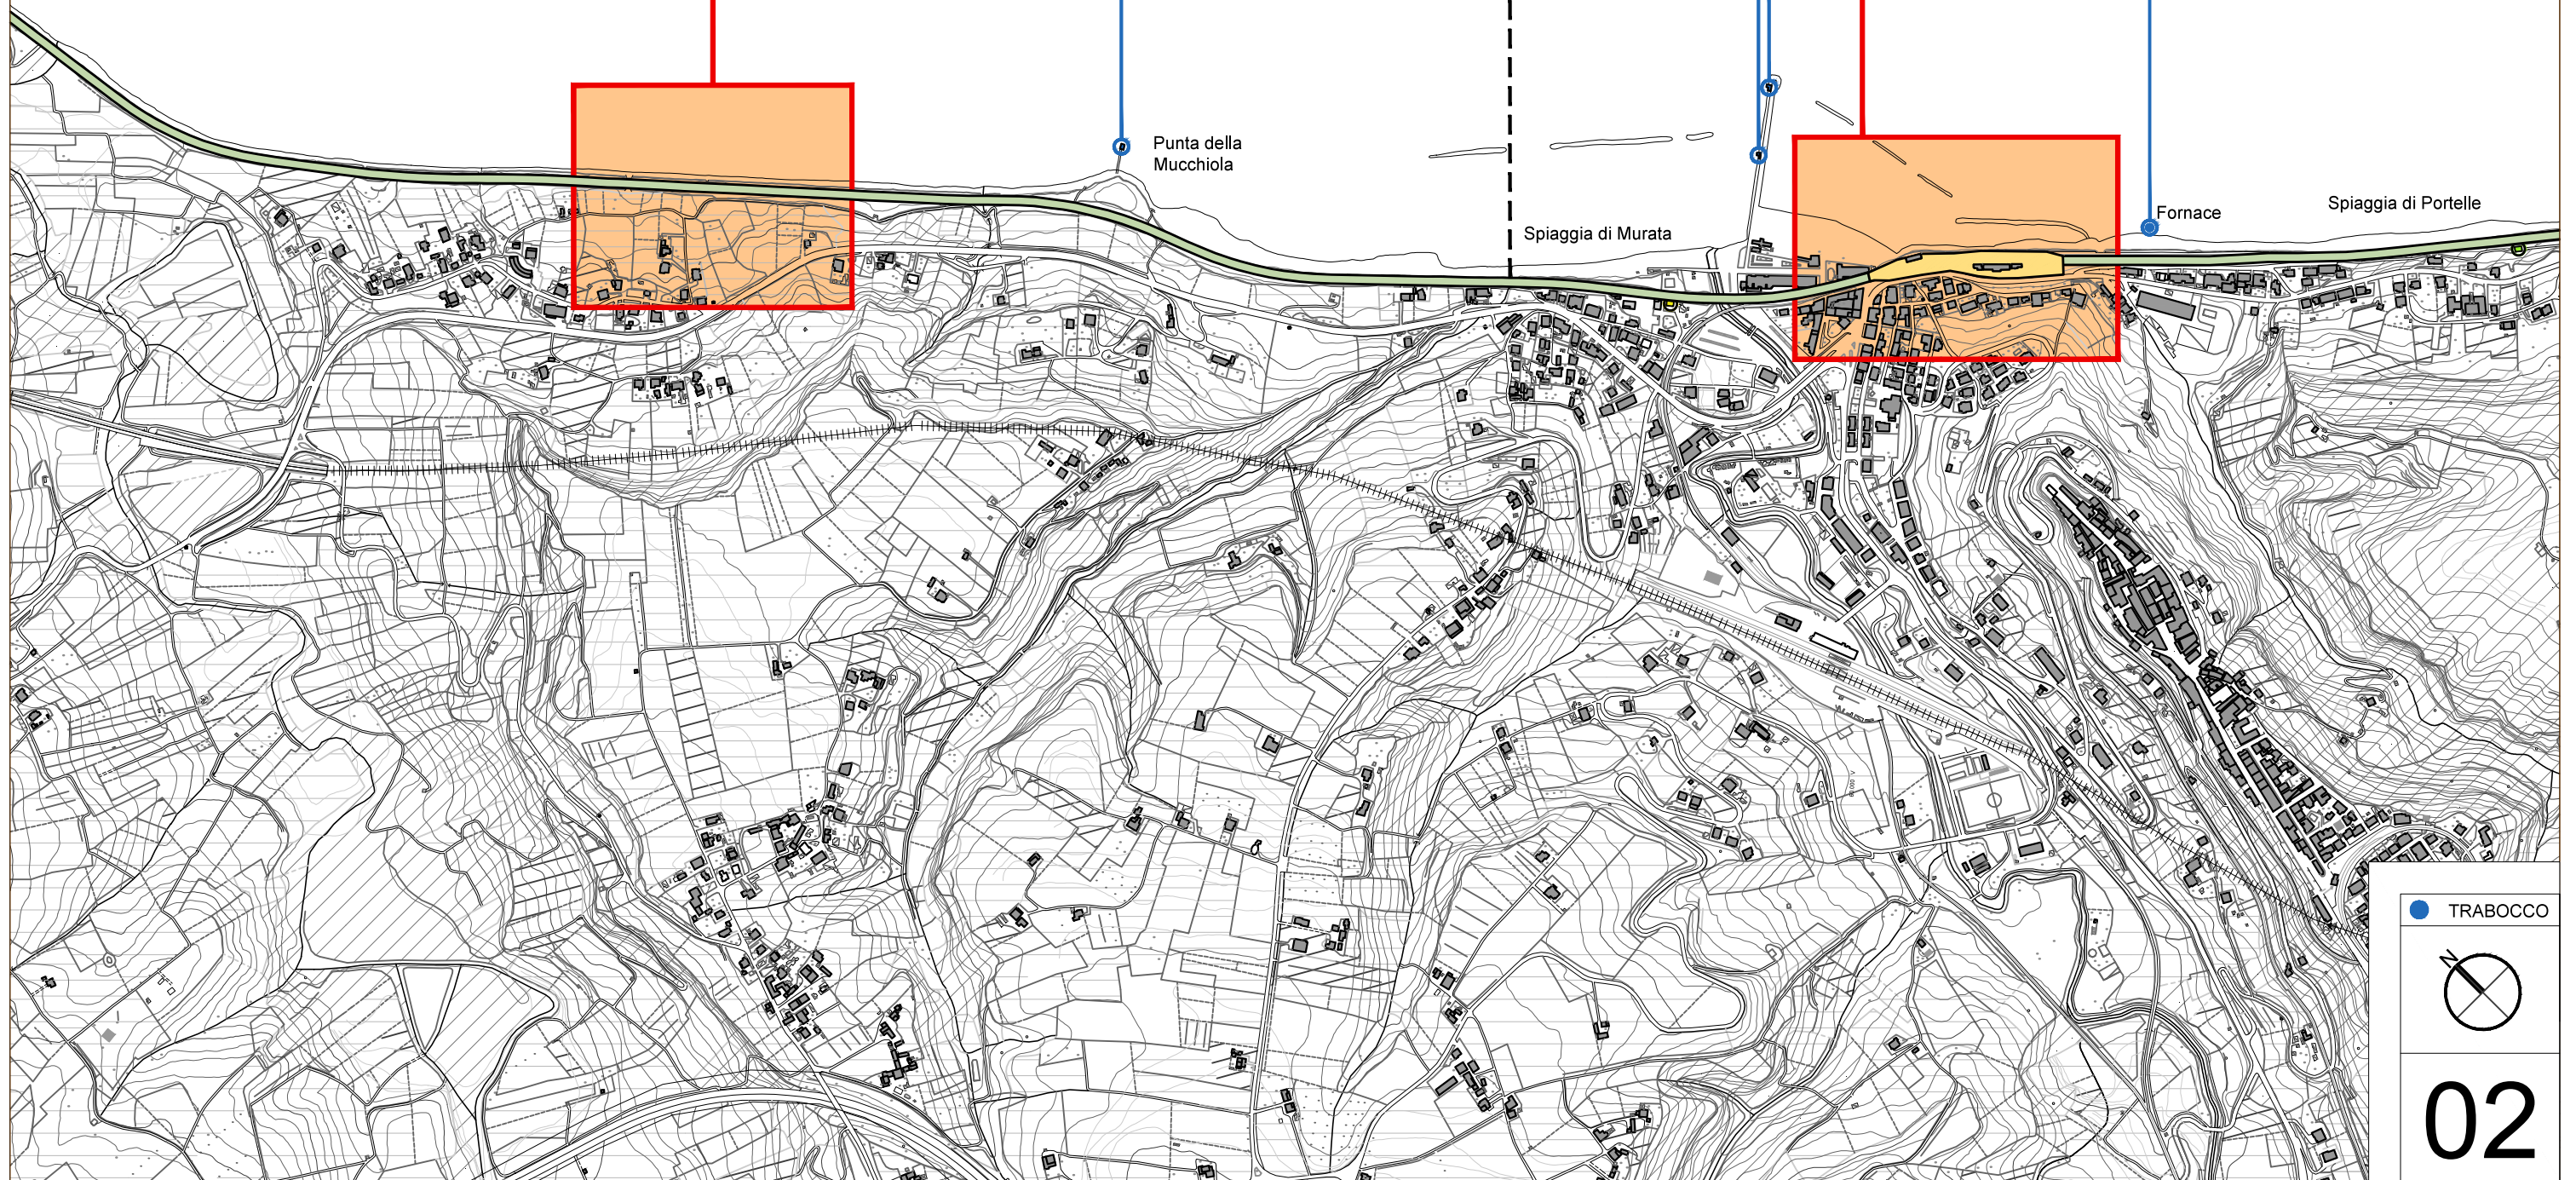 Punta della
Mucchiola
Spiaggia di Murata
Fornace
Spiaggia di Portelle
TRABOCCO
N
02